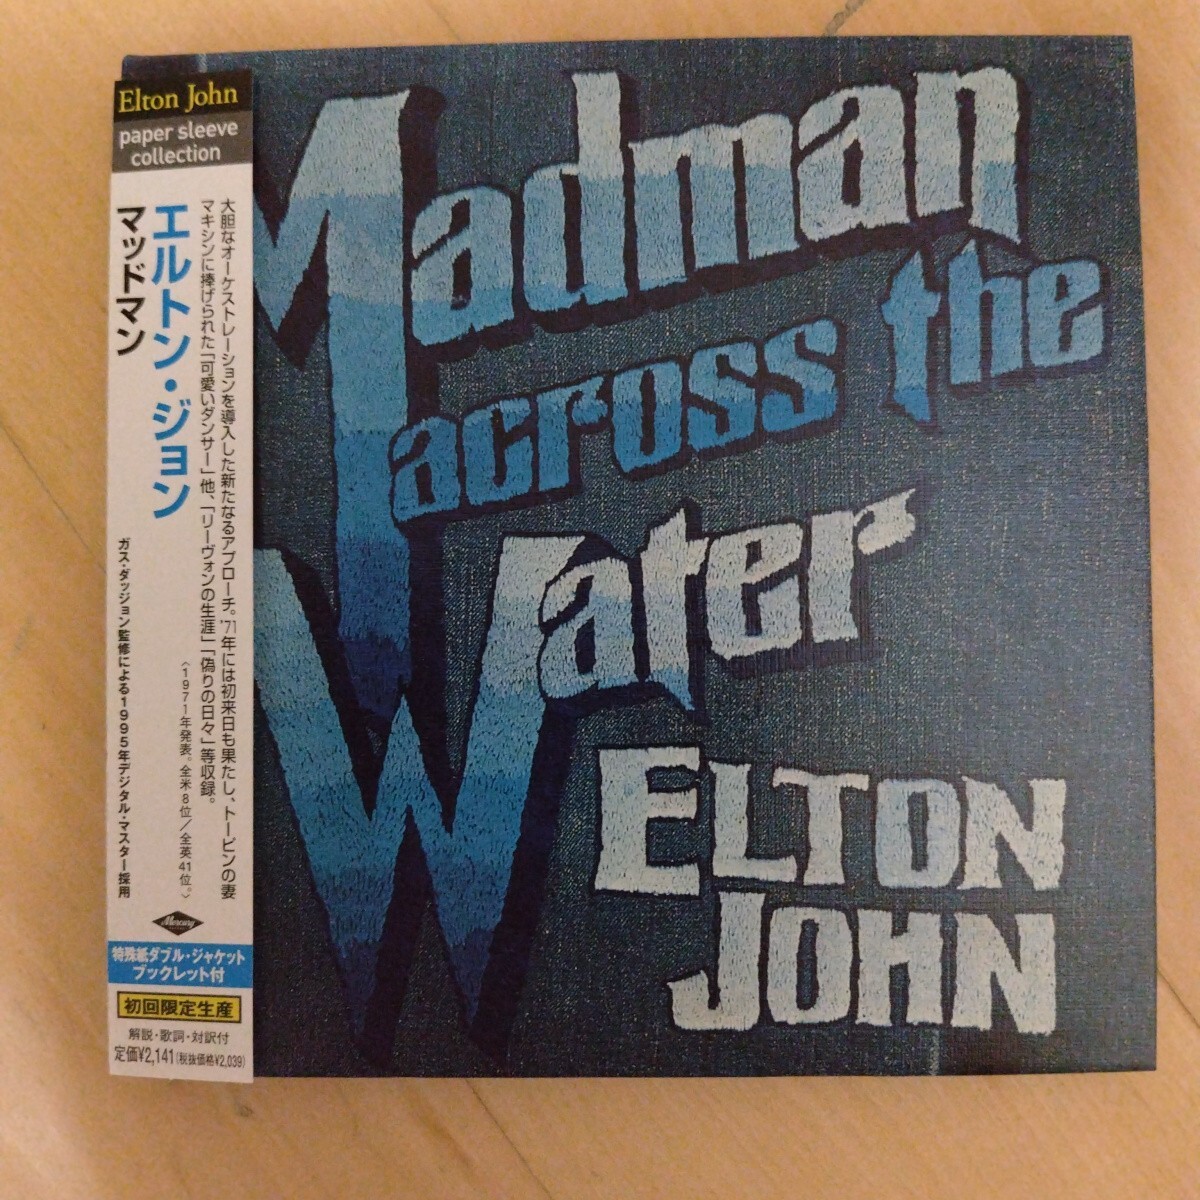 Elton John
paper sleeve
collection
大胆なオーケストレーションを導入した新たなるアプローチ。'71年には初来日も果たし、トーピンの妻
マキシンに捧げられた「可愛いダンサー」他、「リーヴォンの生涯」「偽りの日々」等収録。
〈1971年発表。全米8位／全英41位。〉
エルトン・ジョン
マッドマン
ガス・ダッジョン監修による1995年デジタル・マスター採用
Mercury
特殊紙ダブル・ジャケット
ブックレット付
初回限定生産
解説・歌詞・対訳付
定価¥2,141(税抜価格¥2,039)
Madman
across the
Water
ELTON
JOHN